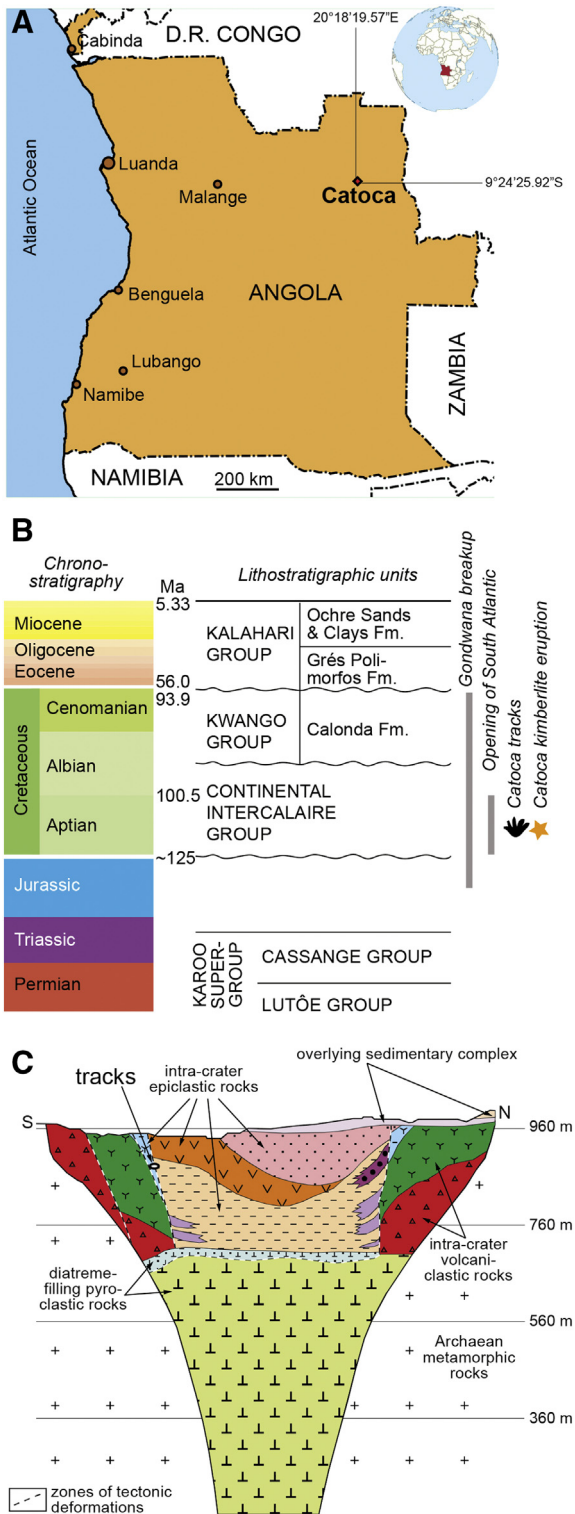 A
20°18'19.57"E
Cabinda
D.R. CONGO
Atlantic Ocean
Luanda
Malange
Catoca
9°24'25.92"S
Benguela
ANGOLA
Lubango
Namibe
ZAMBIA
NAMIBIA
200 km
B
Chrono-
stratigraphy
Ma
Lithostratigraphic units
5.33
Miocene
Oligocene
Eocene
56.0
93.9
Cretaceous
Cenomanian
Albian
100.5
Aptian
~125
Jurassic
Triassic
Permian
KALAHARI
GROUP
Ochre Sands
& Clays Fm.
Grés Poli-
morfos Fm.
KWANGO
GROUP
Calonda Fm.
CONTINENTAL
INTERCALAIRE
GROUP
KAROO
SUPER-
GROUP
CASSANGE GROUP
LUTÔE GROUP
Gondwana breakup
Opening of South Atlantic
Catoca tracks
Catoca kimberlite eruption
C
tracks
intra-crater
epiclastic rocks
overlying sedimentary complex
S
N
960 m
760 m
intra-crater
volcani-
clastic rocks
diatreme-
filling pyro-
clastic rocks
560 m
Archaean
metamorphic
rocks
360 m
zones of tectonic
deformations